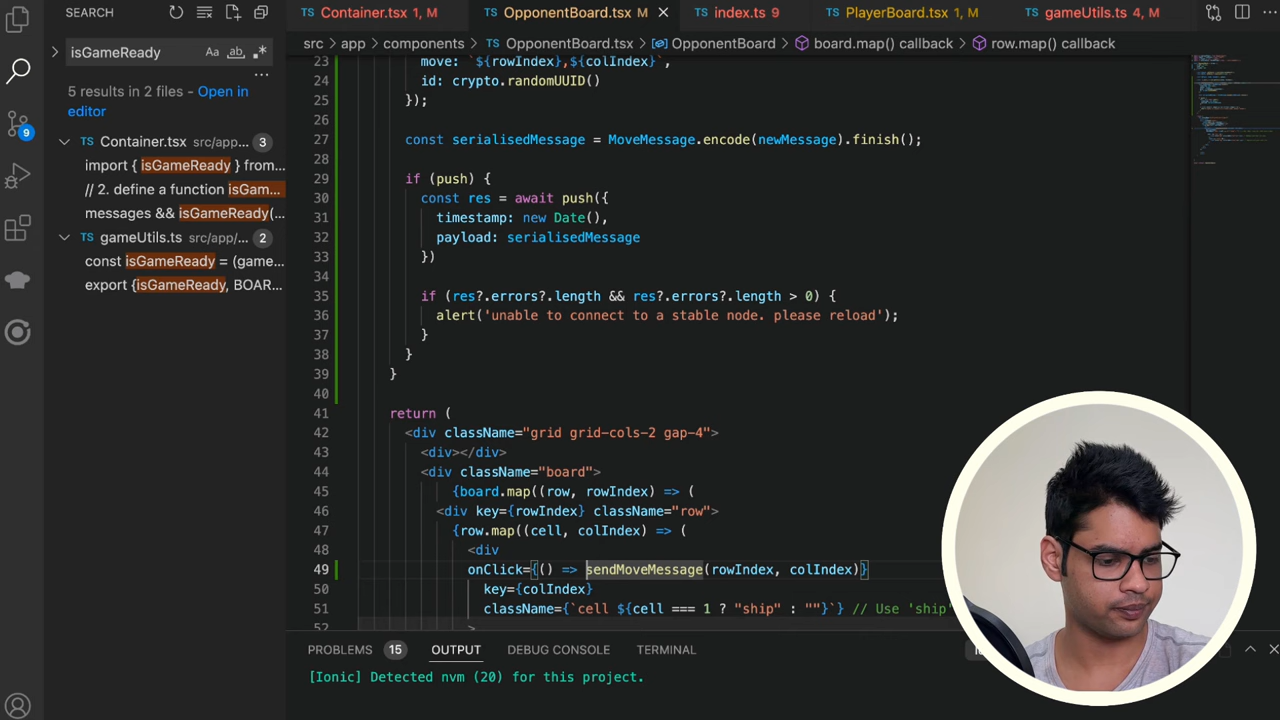 SEARCH
Container.tsx 1, M
OpponentBoard.tsx M
index.ts 9
PlayerBoard.tsx 1, M
gameUtils.ts 4, M
isGameReady
Aa ab .*
src > app > components > TS OpponentBoard.tsx > OpponentBoard > board.map() callback > row.map() callback
5 results in 2 files - Open in
editor
TS Container.tsx src/app... 3
import { isGameReady } from...
// 2. define a function isGam...
messages && isGameReady(...
TS gameUtils.ts src/app/... 2
const isGameReady = (game...
export {isGameReady, BOAR...
9
23 move: `${rowIndex},${colIndex}`,
24 id: crypto.randomUUID()
25 });
26
27 const serialisedMessage = MoveMessage.encode(newMessage).finish();
28
29 if (push) {
30 const res = await push({
31 timestamp: new Date(),
32 payload: serialisedMessage
33 })
34
35 if (res?.errors?.length && res?.errors?.length > 0) {
36 alert('unable to connect to a stable node. please reload');
37 }
38 }
39 }
40
41 return (
42 <div className="grid grid-cols-2 gap-4">
43 <div></div>
44 <div className="board">
45 {board.map((row, rowIndex) => (
46 <div key={rowIndex} className="row">
47 {row.map((cell, colIndex) => (
48 <div
49 onClick={() => sendMoveMessage(rowIndex, colIndex)}
50 key={colIndex}
51 className={`cell ${cell === 1 ? "ship" : ""}`} // Use 'ship'
52 >
PROBLEMS 15 OUTPUT DEBUG CONSOLE TERMINAL
[Ionic] Detected nvm (20) for this project.